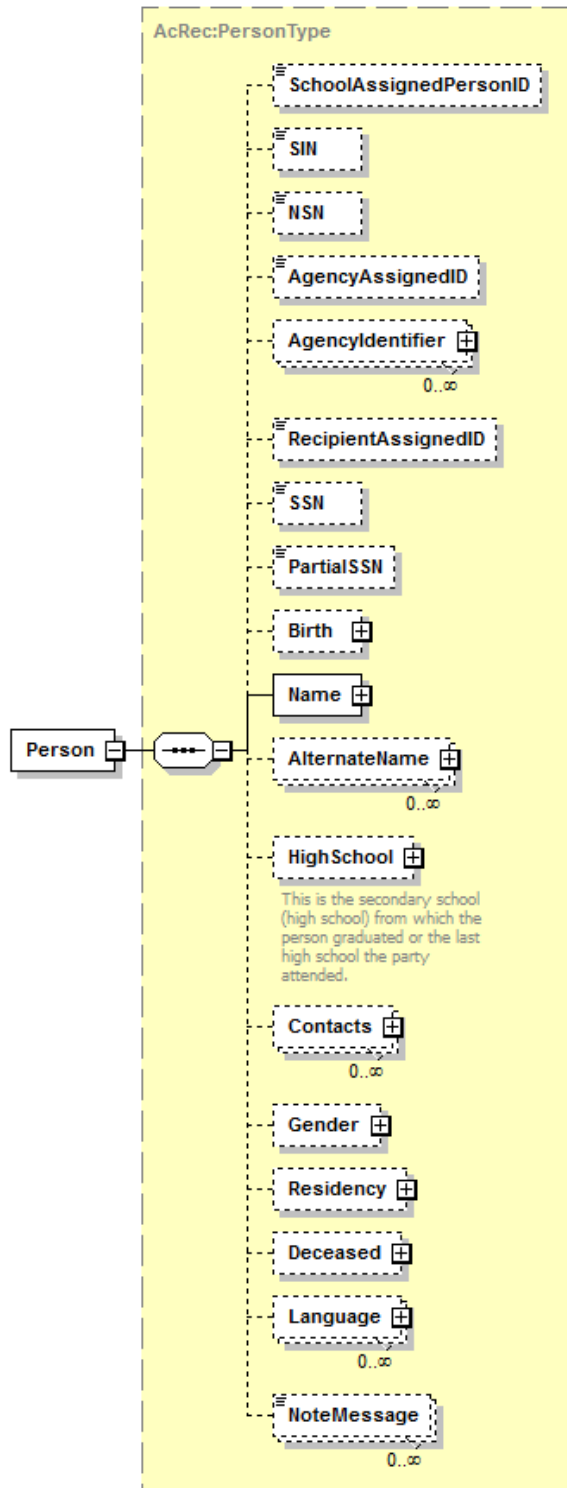 AcRec:PersonType
SchoolAssignedPersonID
SIN
NSN
AgencyAssignedID
AgencyIdentifier
0..∞
RecipientAssignedID
SSN
PartialSSN
Birth
Name
Person
AlternateName
0..∞
HighSchool
This is the secondary school
(high school) from which the
person graduated or the last
high school the party
attended.
Contacts
0..∞
Gender
Residency
Deceased
Language
0..∞
NoteMessage
0..∞